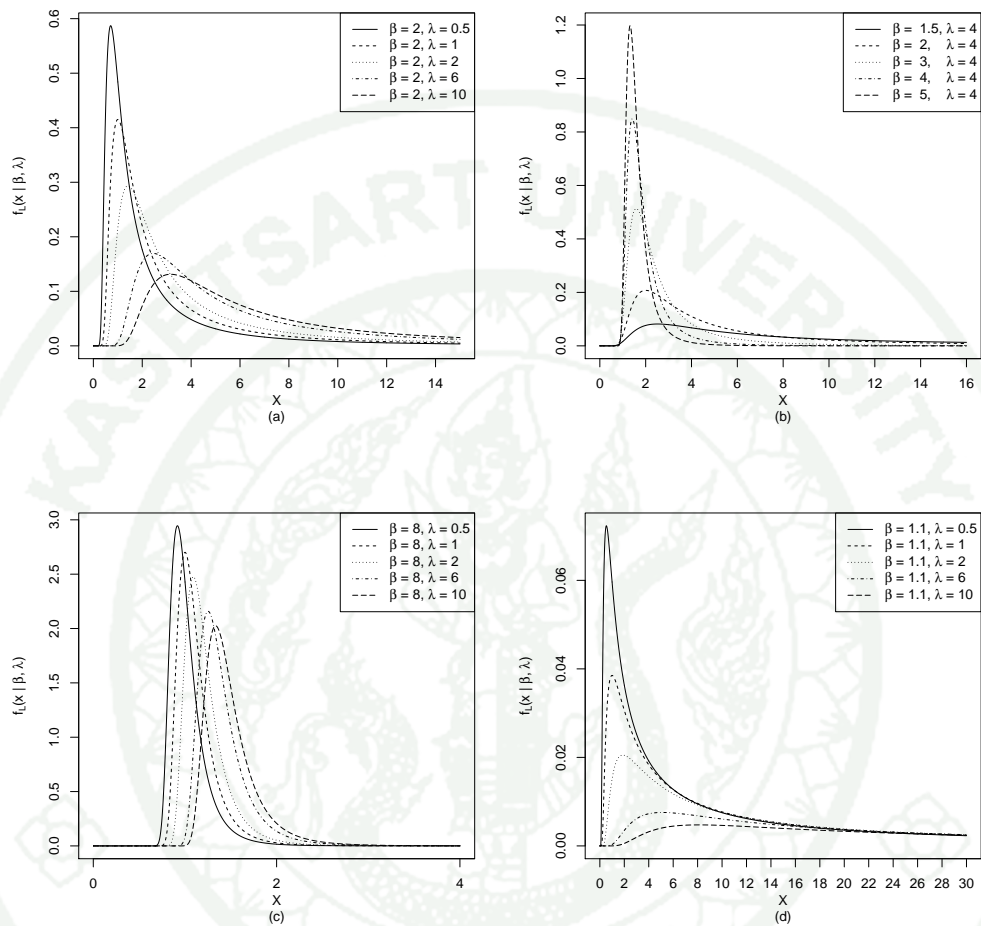 0.6
0.5
0.4
0.3
0.2
0.1
0.0
f_L(x | β, λ)
β = 2, λ = 0.5
β = 2, λ = 1
β = 2, λ = 2
β = 2, λ = 6
β = 2, λ = 10
0 2 4 6 8 10 12 14
X
(a)
1.2
1.0
0.8
0.6
0.4
0.2
0.0
f_L(x | β, λ)
β = 1.5, λ = 4
β = 2, λ = 4
β = 3, λ = 4
β = 4, λ = 4
β = 5, λ = 4
0 2 4 6 8 10 12 14 16
X
(b)
3.0
2.5
2.0
1.5
1.0
0.5
0.0
f_L(x | β, λ)
β = 8, λ = 0.5
β = 8, λ = 1
β = 8, λ = 2
β = 8, λ = 6
β = 8, λ = 10
0 2 4
X
(c)
0.06
0.04
0.02
0.00
f_L(x | β, λ)
β = 1.1, λ = 0.5
β = 1.1, λ = 1
β = 1.1, λ = 2
β = 1.1, λ = 6
β = 1.1, λ = 10
0 2 4 6 8 10 12 14 16 18 20 22 24 26 28 30
X
(d)
KASETSART UNIVERSITY